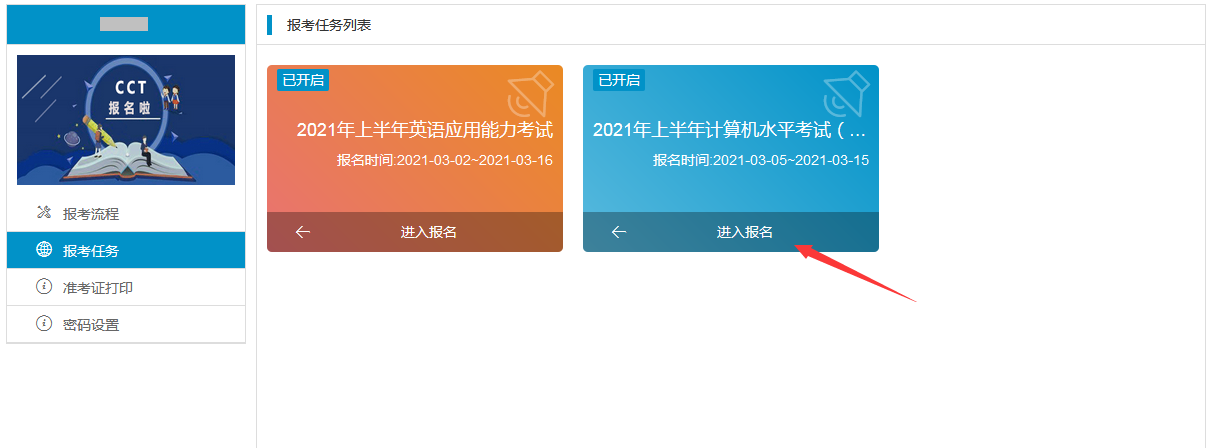 CCT
报名啦
报考流程
报考任务
准考证打印
密码设置
报考任务列表
已开启
2021年上半年英语应用能力考试
报名时间:2021-03-02~2021-03-16
进入报名
已开启
2021年上半年计算机水平考试（...
报名时间:2021-03-05~2021-03-15
进入报名